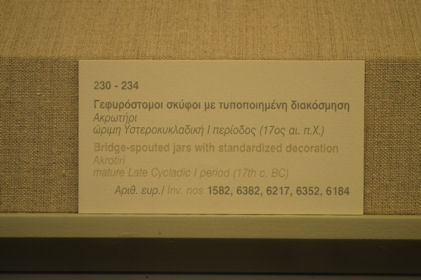 230 - 234
Γεφυρόστομοι σκύφοι με τυποποιημένη διακόσμηση
Ακρωτήρι
ώριμη Υστεροκυκλαδική Ι περίοδος (17ος αι. π.Χ.)
Bridge-spouted jars with standardized decoration
Akrotiri
mature Late Cycladic I period (17th c. BC)
Αριθ. ευρ./ Inv. nos 1582, 6382, 6217, 6352, 6184